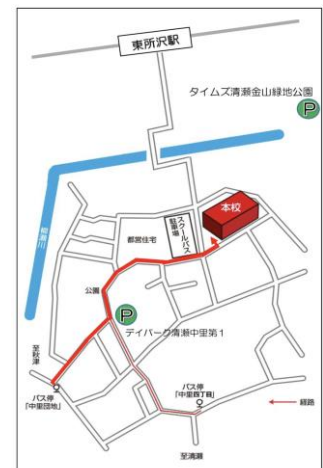 東所沢駅
タイムズ清瀬金山緑地公園
P
柳瀬川
本校
スクールバス
駐車場
都営住宅
公園
P
デイパーク清瀬中里第1
至秋津
バス停
「中里団地」
バス停
「中里四丁目」
経路
至清瀬